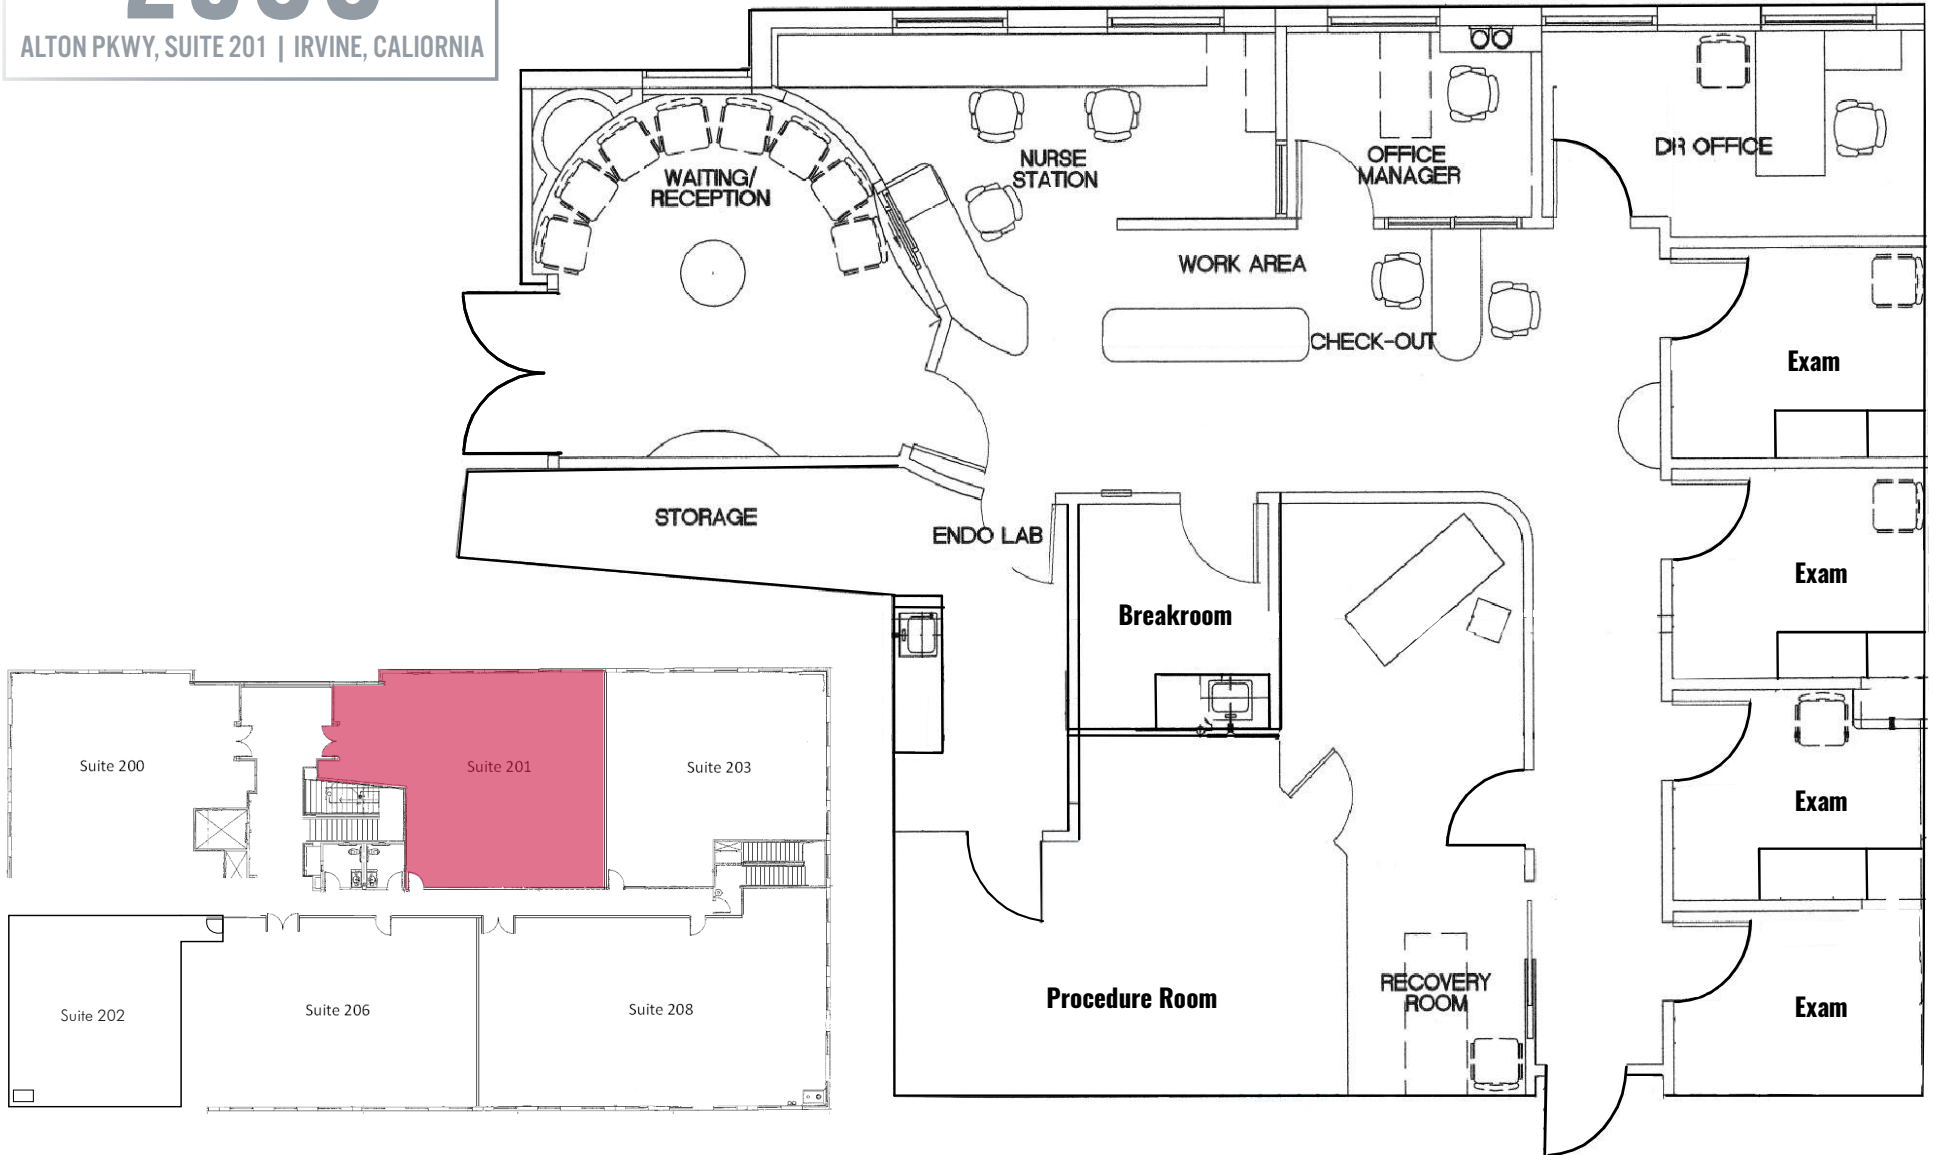 ALTON PKWY, SUITE 201 | IRVINE, CALIORNIA
WAITING/
RECEPTION
NURSE
STATION
OFFICE
MANAGER
DR OFFICE
WORK AREA
CHECK-OUT
Exam
STORAGE
ENDO LAB
Exam
Breakroom
Exam
Procedure Room
RECOVERY
ROOM
Exam
Suite 200
Suite 201
Suite 203
Suite 202
Suite 206
Suite 208